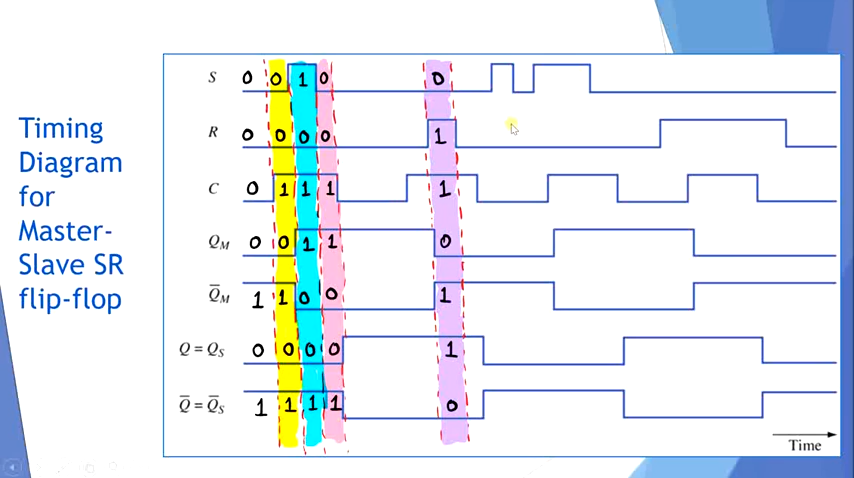 Timing
Diagram
for
Master-
Slave SR
flip-flop
S 0 0 1 0 0
R 0 0 0 0 1
C 0 1 1 1 1
Q_M 0 0 1 1 0
Q̅_M 1 1 0 0 1
Q = Q_S 0 0 0 0 1
Q̅ = Q̅_S 1 1 1 1 0
Time